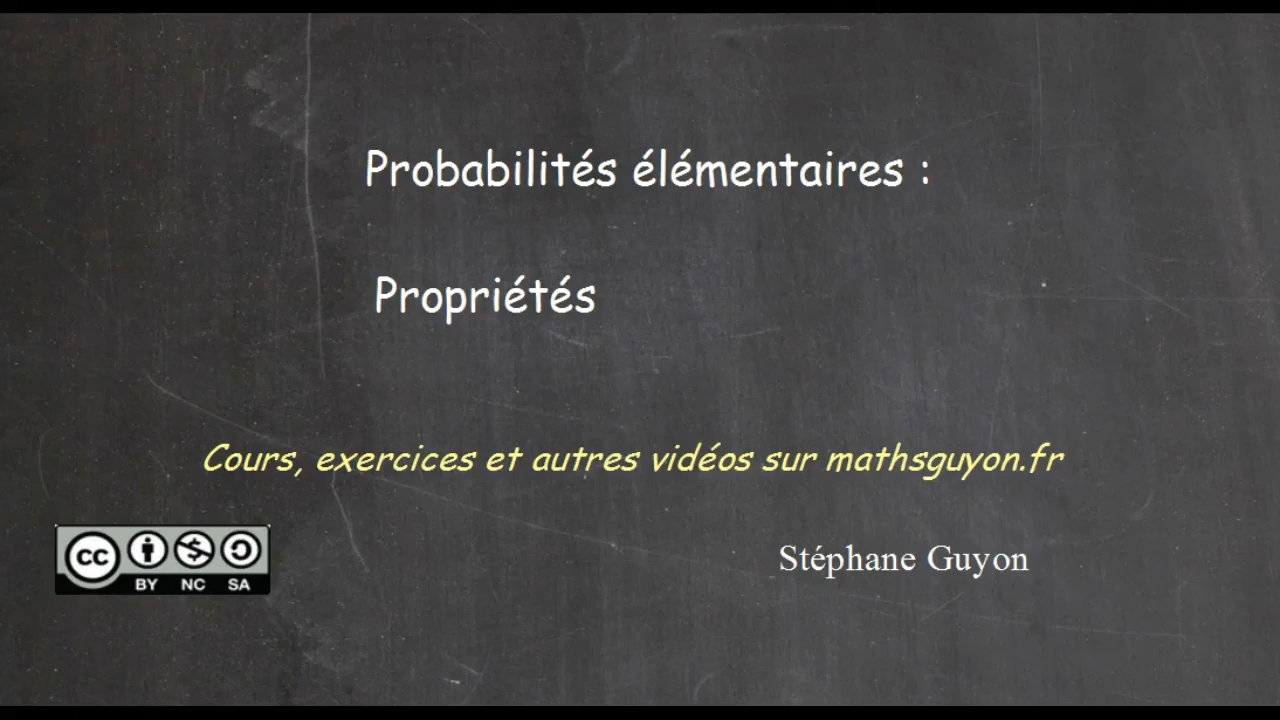 Probabilités élémentaires :
Propriétés
Cours, exercices et autres vidéos sur mathsguyon.fr
cc
BY NC SA
Stéphane Guyon